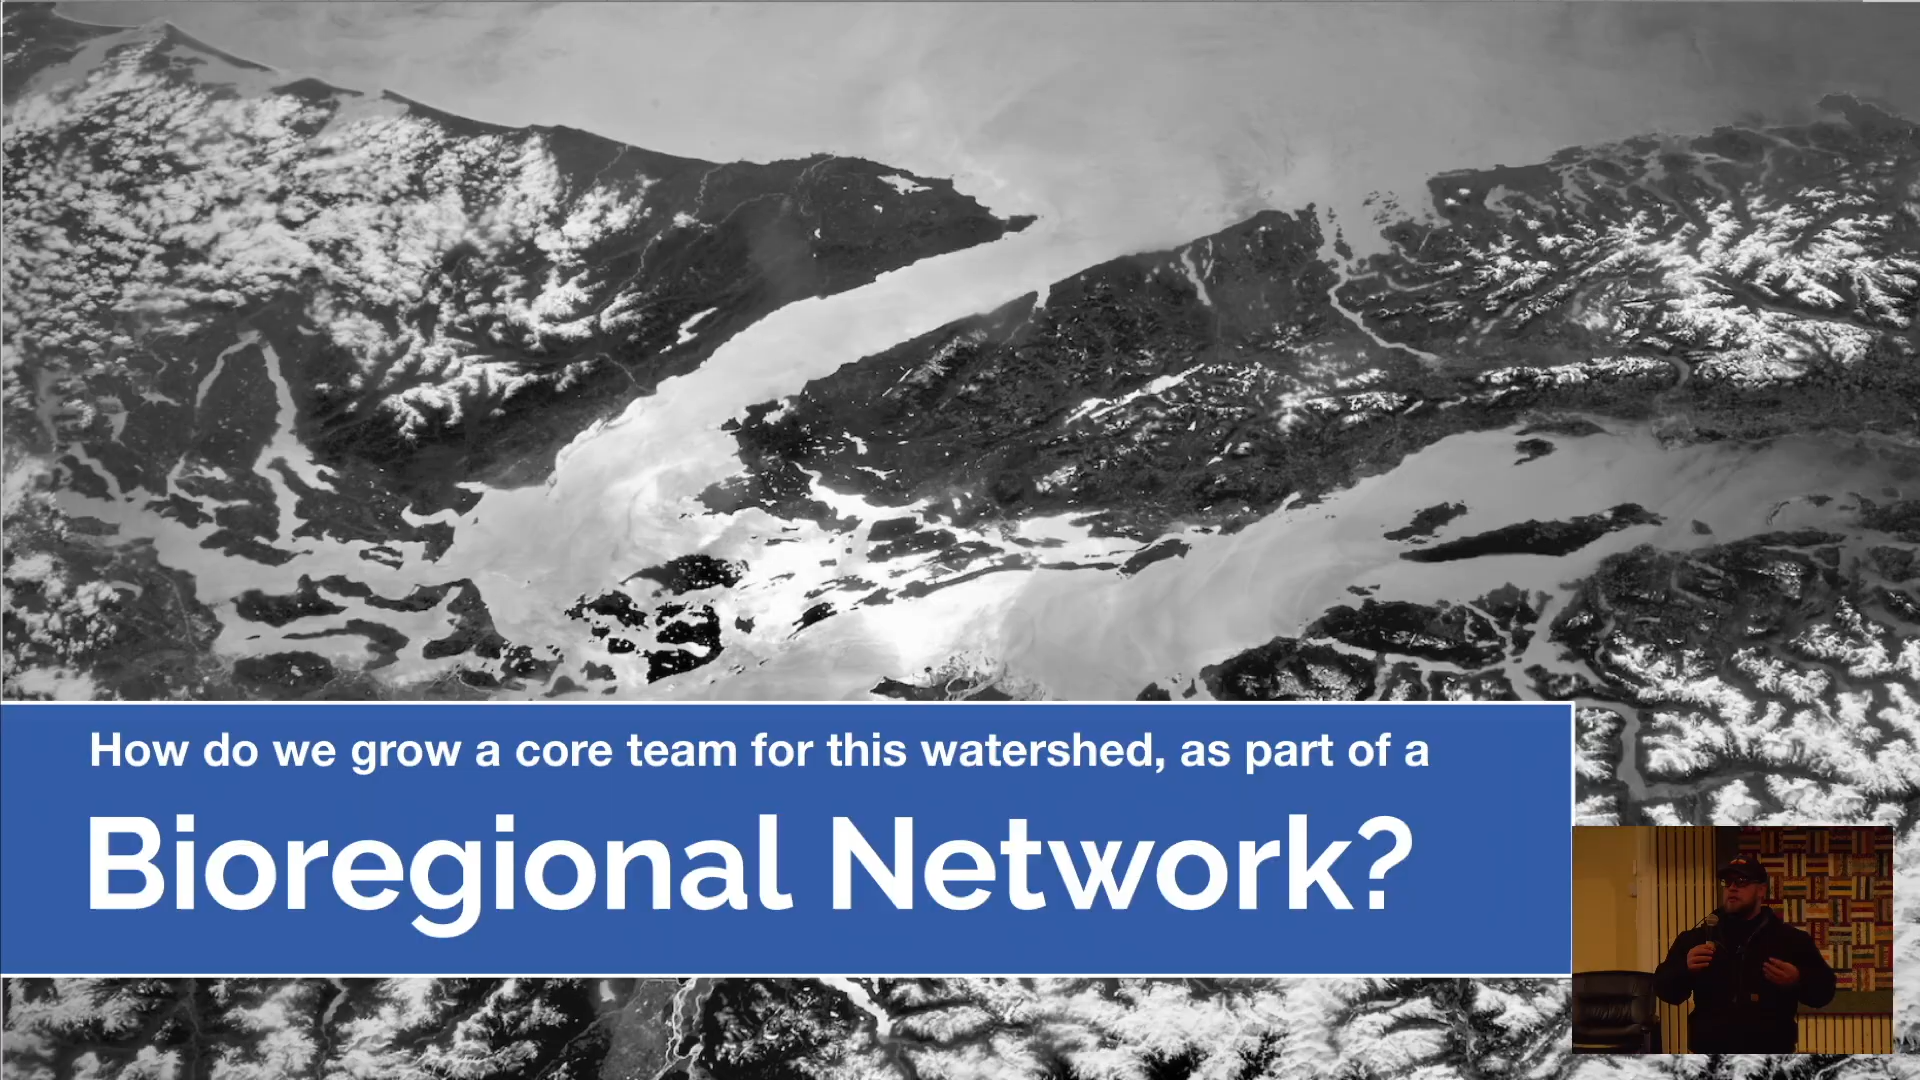 How do we grow a core team for this watershed, as part of a
Bioregional Network?